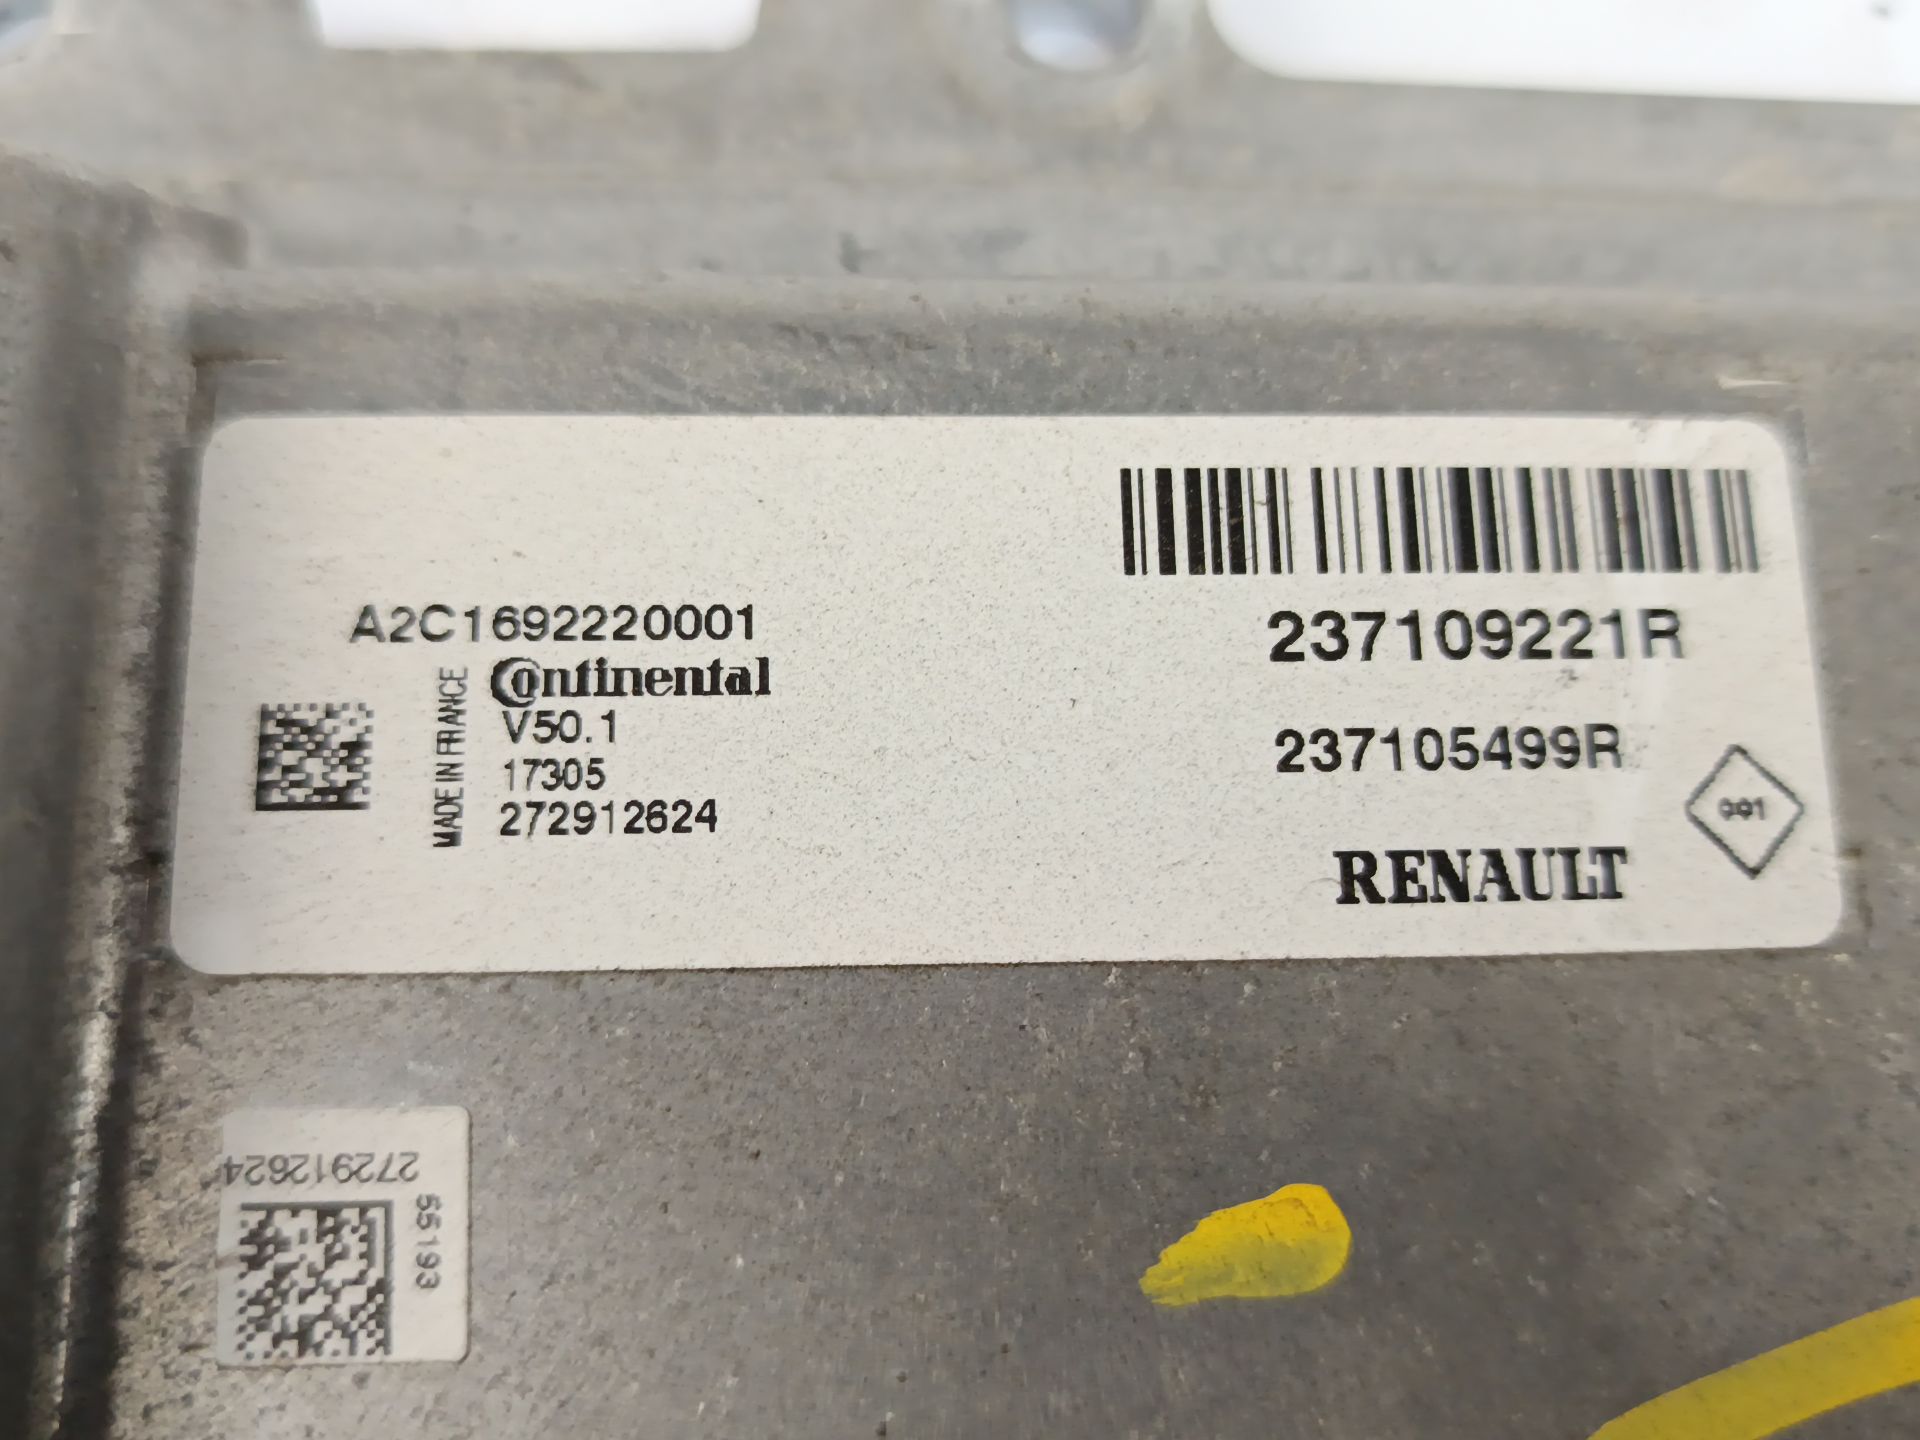 A2C1692220001
Continental
MADE IN FRANCE
V50.1
17305
272912624
237109221R
237105499R
001
RENAULT
272912624
55193